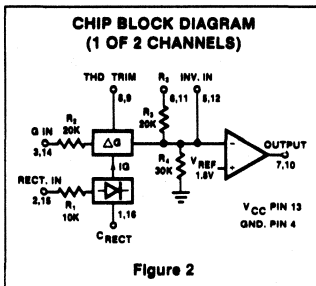 CHIP BLOCK DIAGRAM
(1 OF 2 CHANNELS)
THD TRIM
8,9
R3
6,11
INV. IN
5,12
R2
20K
R3
20K
G IN
3,14
ΔG
IG
R4
30K
VREF
1.8V
OUTPUT
7,10
RECT. IN
2,15
R1
10K
1,16
CRECT
VCC PIN 13
GND. PIN 4
Figure 2